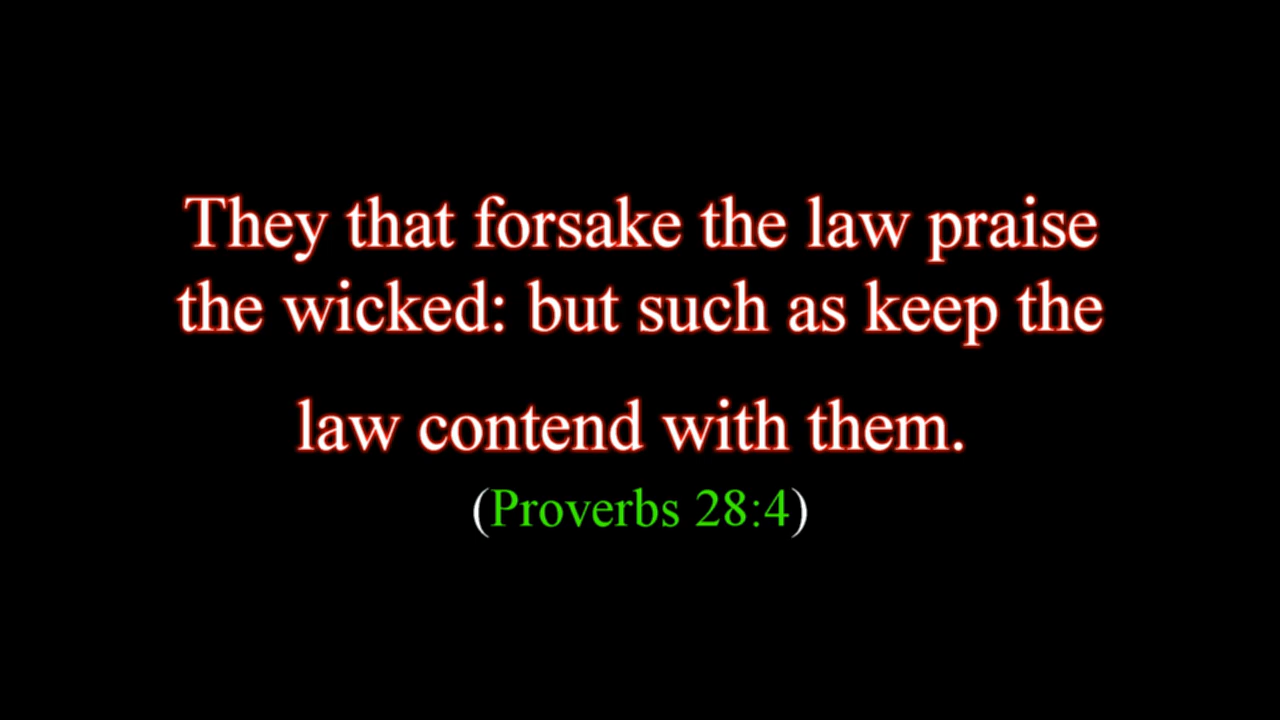 They that forsake the law praise
the wicked: but such as keep the
law contend with them.
(Proverbs 28:4)